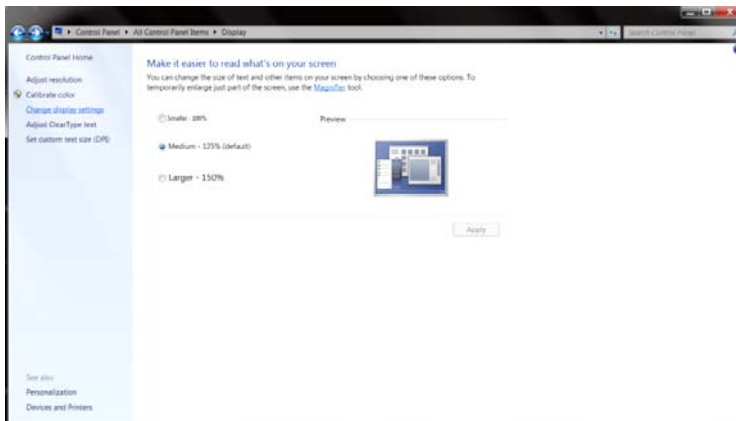 Control Panel ▸ All Control Panel Items ▸ Display
Search Control Panel
Control Panel Home
Adjust resolution
Calibrate color
Change display settings
Adjust ClearType text
Set custom text size (DPI)
Make it easier to read what's on your screen
You can change the size of text and other items on your screen by choosing one of these options. To
temporarily enlarge just part of the screen, use the Magnifier tool.
Smaller - 100%
Preview
Medium - 125% (default)
Larger - 150%
Apply
See also
Personalization
Devices and Printers